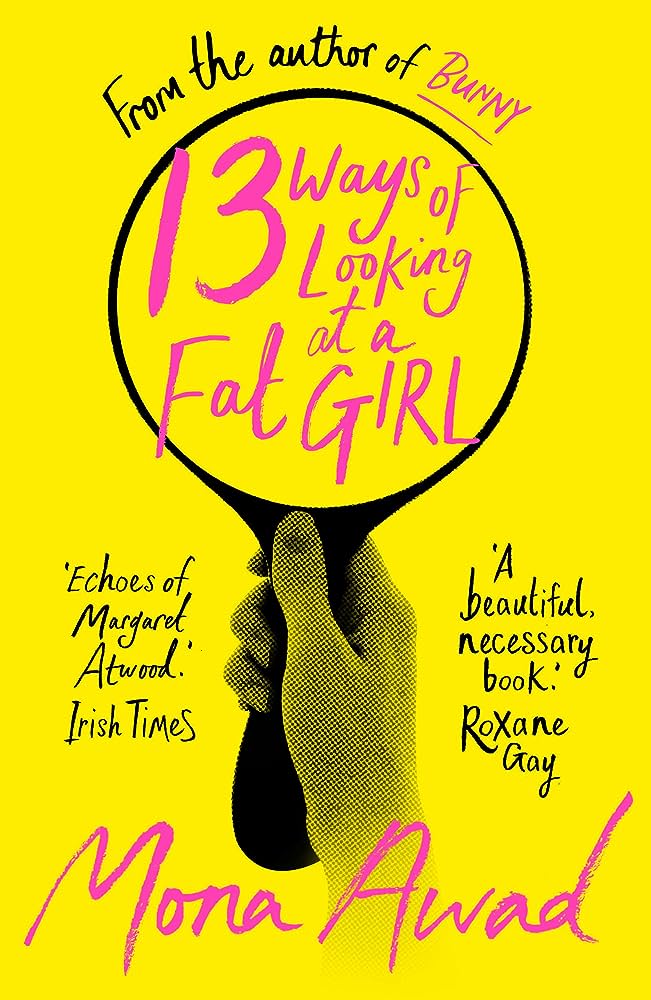 From the author of BUNNY
13 Ways of
Looking
at a
Fat GIRL
'Echoes of
Margaret
Atwood.'
Irish Times
'A
beautiful,
necessary
book.'
Roxane
Gay
Mona Awad